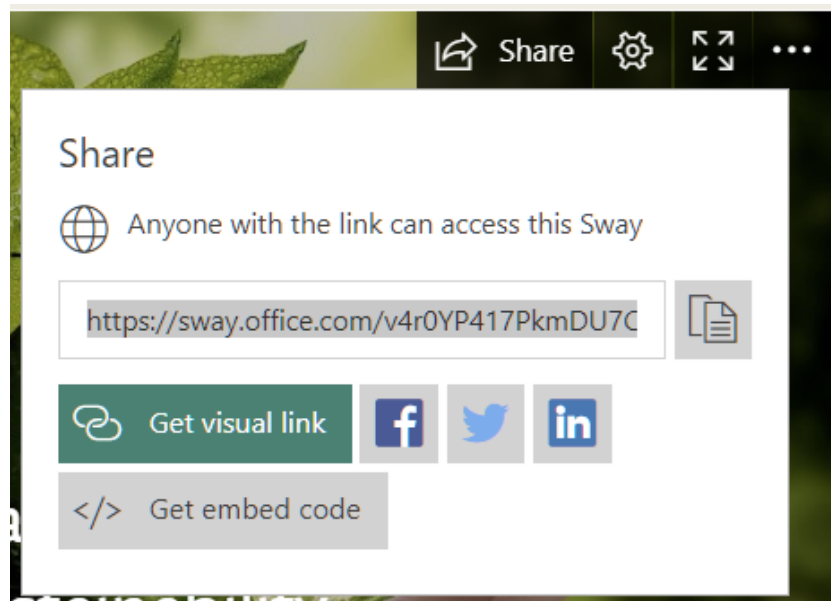 Share
Share
Anyone with the link can access this Sway
https://sway.office.com/v4r0YP417PkmDU7C
Get visual link
f
in
</> Get embed code